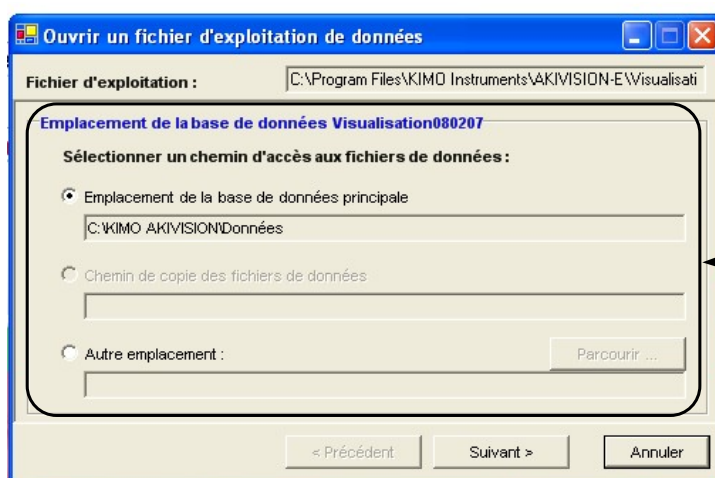 Ouvrir un fichier d'exploitation de données
Fichier d'exploitation : C:\Program Files\KIMO Instruments\AKIVISION-E\Visualisati
Emplacement de la base de données Visualisation080207
Sélectionner un chemin d'accès aux fichiers de données :
Emplacement de la base de données principale
C:\KIMO AKIVISION\Données
Chemin de copie des fichiers de données
Autre emplacement :
Parcourir ...
< Précédent
Suivant >
Annuler